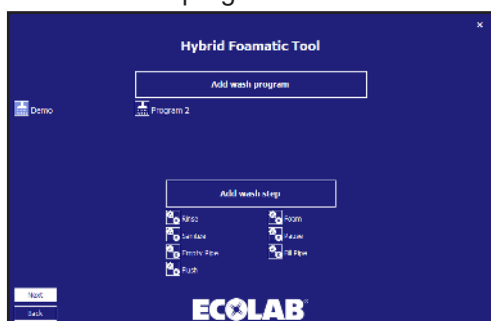 Hybrid Foamatic Tool
Add wash program
Demo Program 2
Add wash step
Rinse Foam
Sanitize Pause
Empty Pipe Fill Pipe
Flush
Next
Back
ECOLAB®